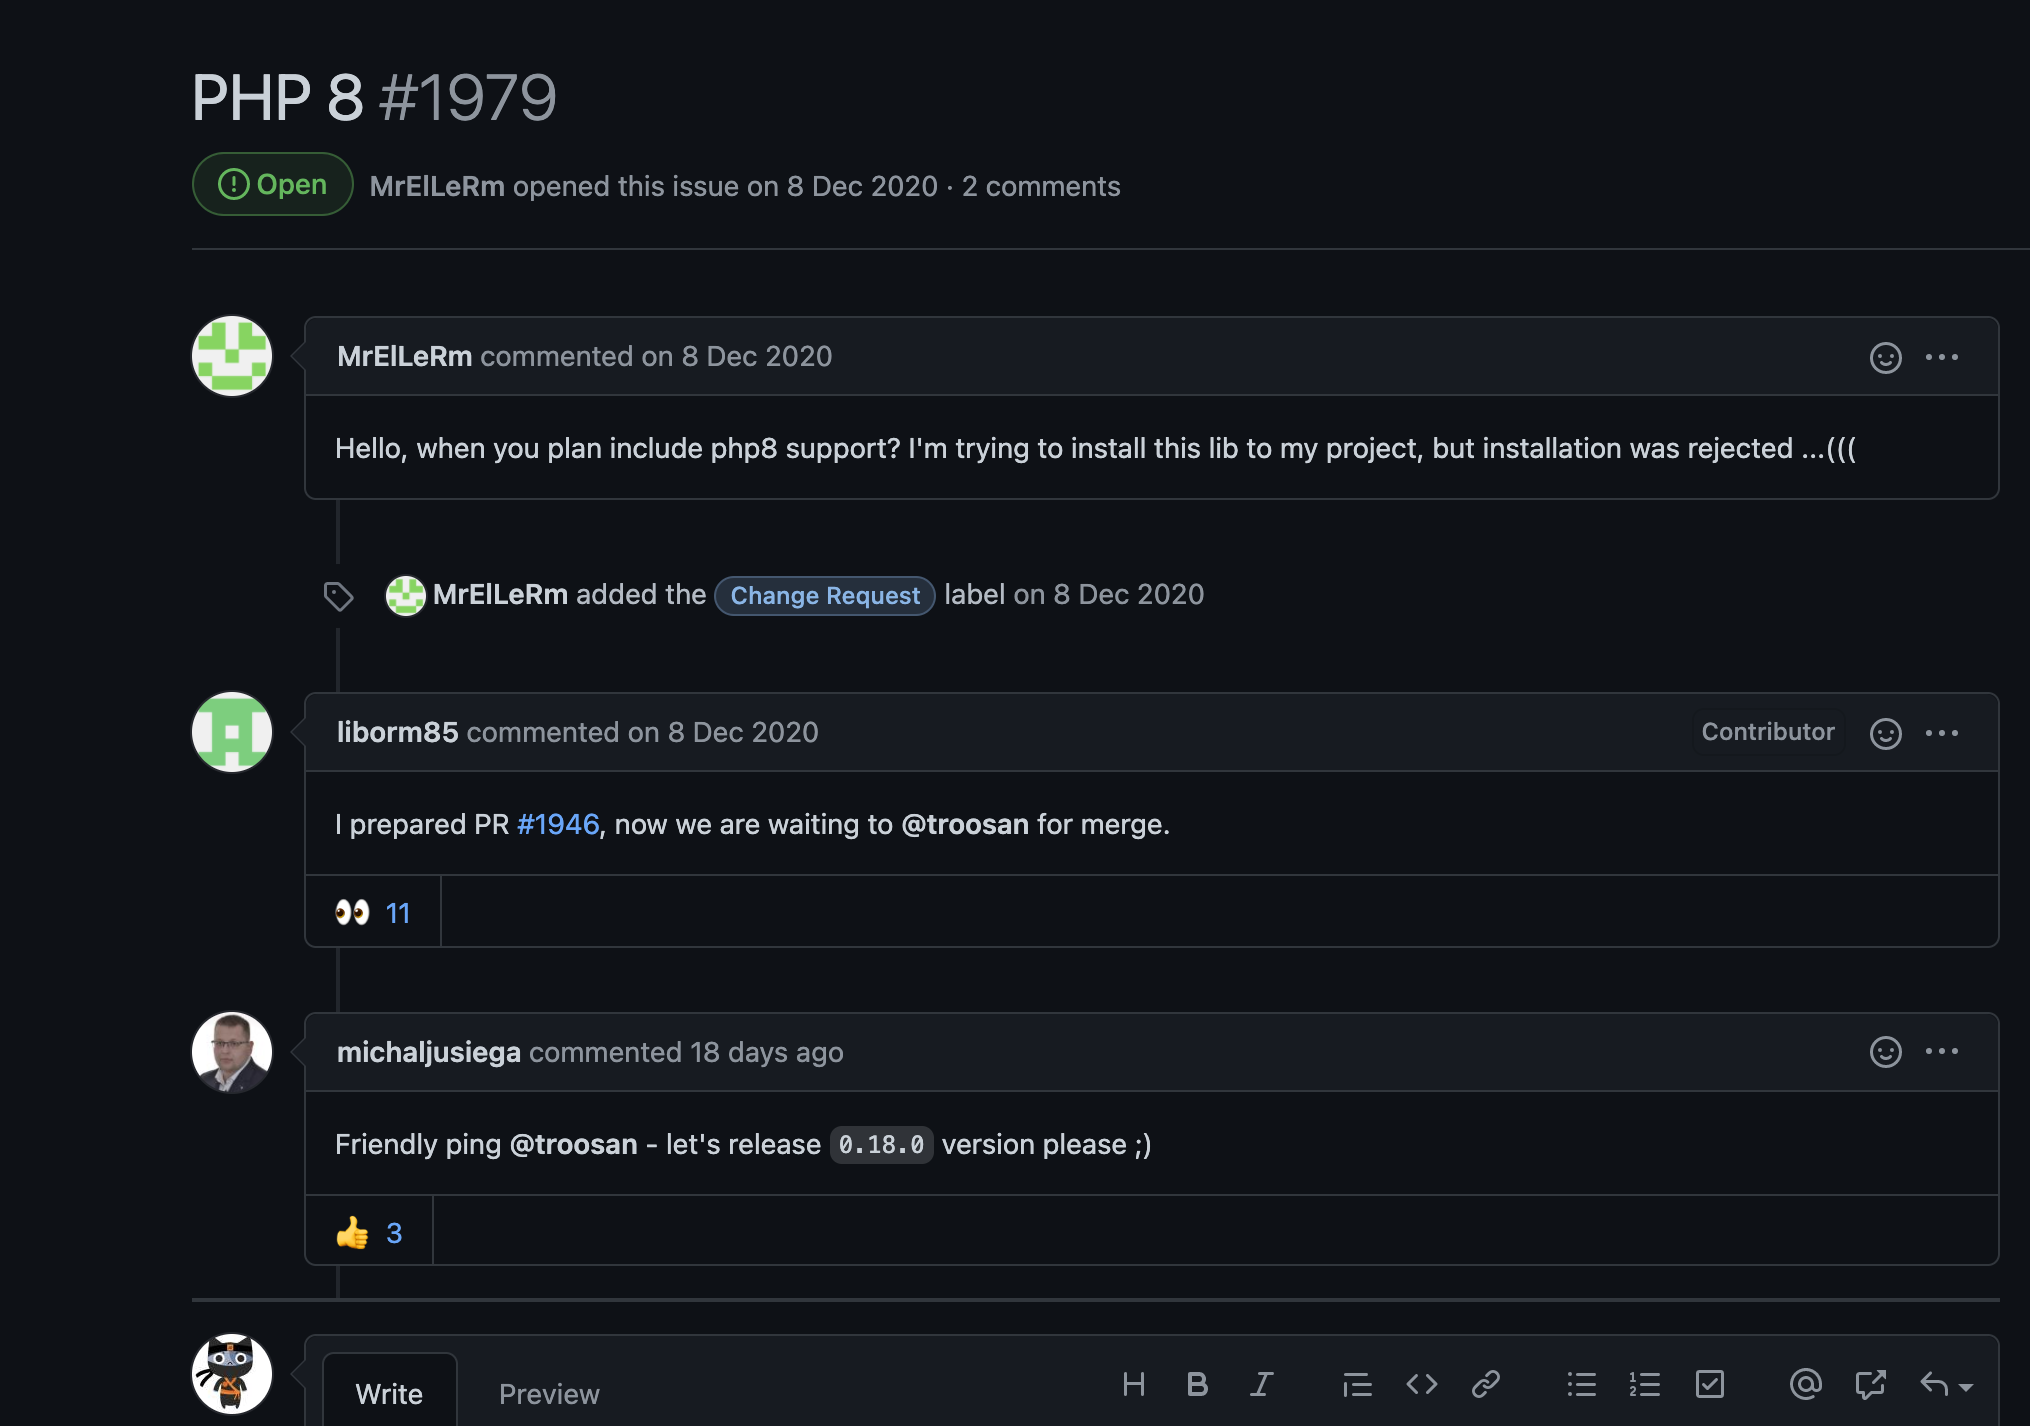 PHP 8 #1979
Open MrElLeRm opened this issue on 8 Dec 2020 · 2 comments
MrElLeRm commented on 8 Dec 2020
Hello, when you plan include php8 support? I'm trying to install this lib to my project, but installation was rejected ...(((
MrElLeRm added the Change Request label on 8 Dec 2020
liborm85 commented on 8 Dec 2020 Contributor
I prepared PR #1946, now we are waiting to @troosan for merge.
👀 11
michaljusiega commented 18 days ago
Friendly ping @troosan - let's release 0.18.0 version please ;)
👍 3
Write Preview